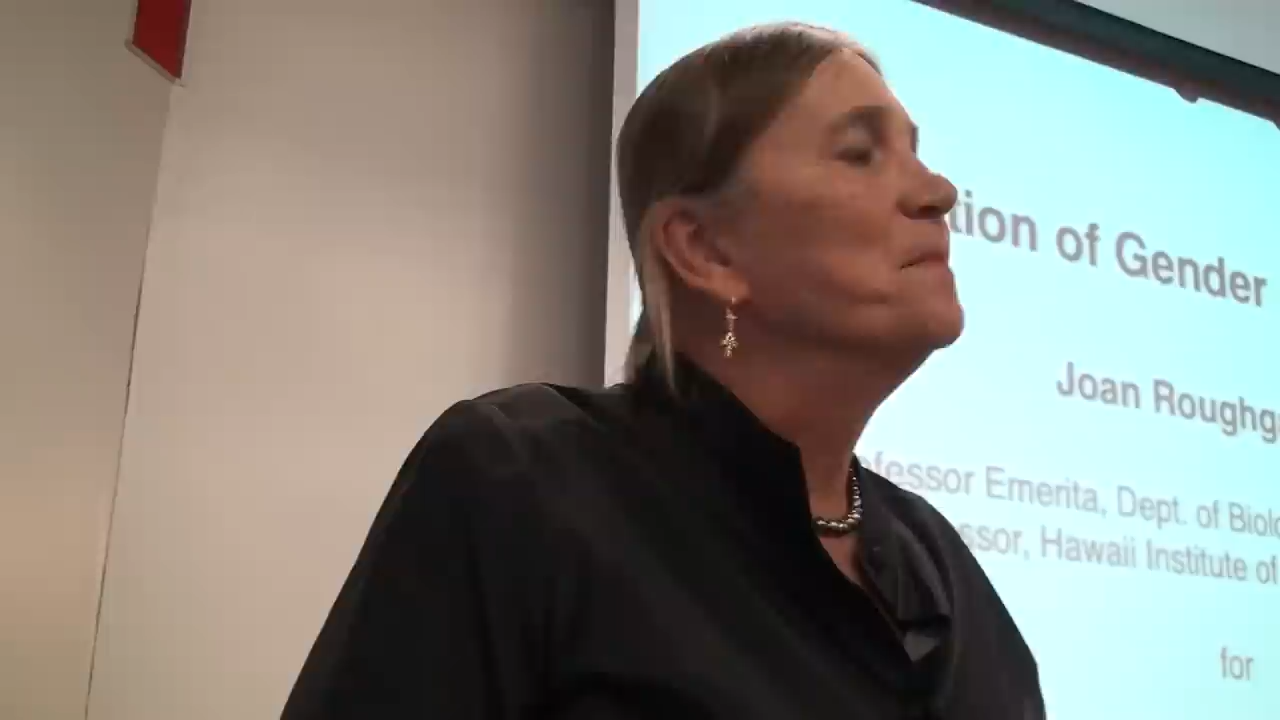 tion of Gender
Joan Roughg
fessor Emerita, Dept. of Biolo
ssor, Hawaii Institute of
for